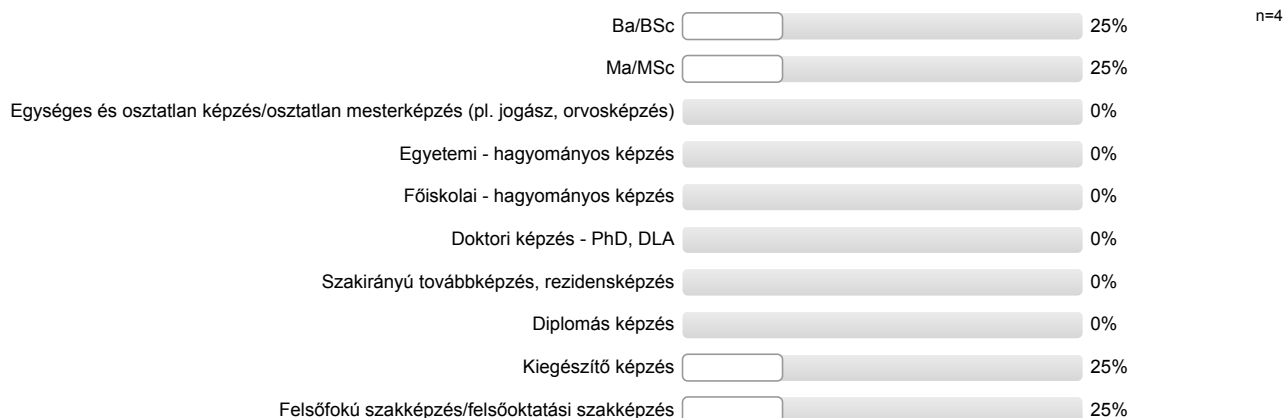 Ba/BSc 25% n=4
Ma/MSc 25%
Egységes és osztatlan képzés/osztatlan mesterképzés (pl. jogász, orvosképzés) 0%
Egyetemi - hagyományos képzés 0%
Főiskolai - hagyományos képzés 0%
Doktori képzés - PhD, DLA 0%
Szakirányú továbbképzés, rezidensképzés 0%
Diplomás képzés 0%
Kiegészítő képzés 25%
Felsőfokú szakképzés/felsőoktatási szakképzés 25%